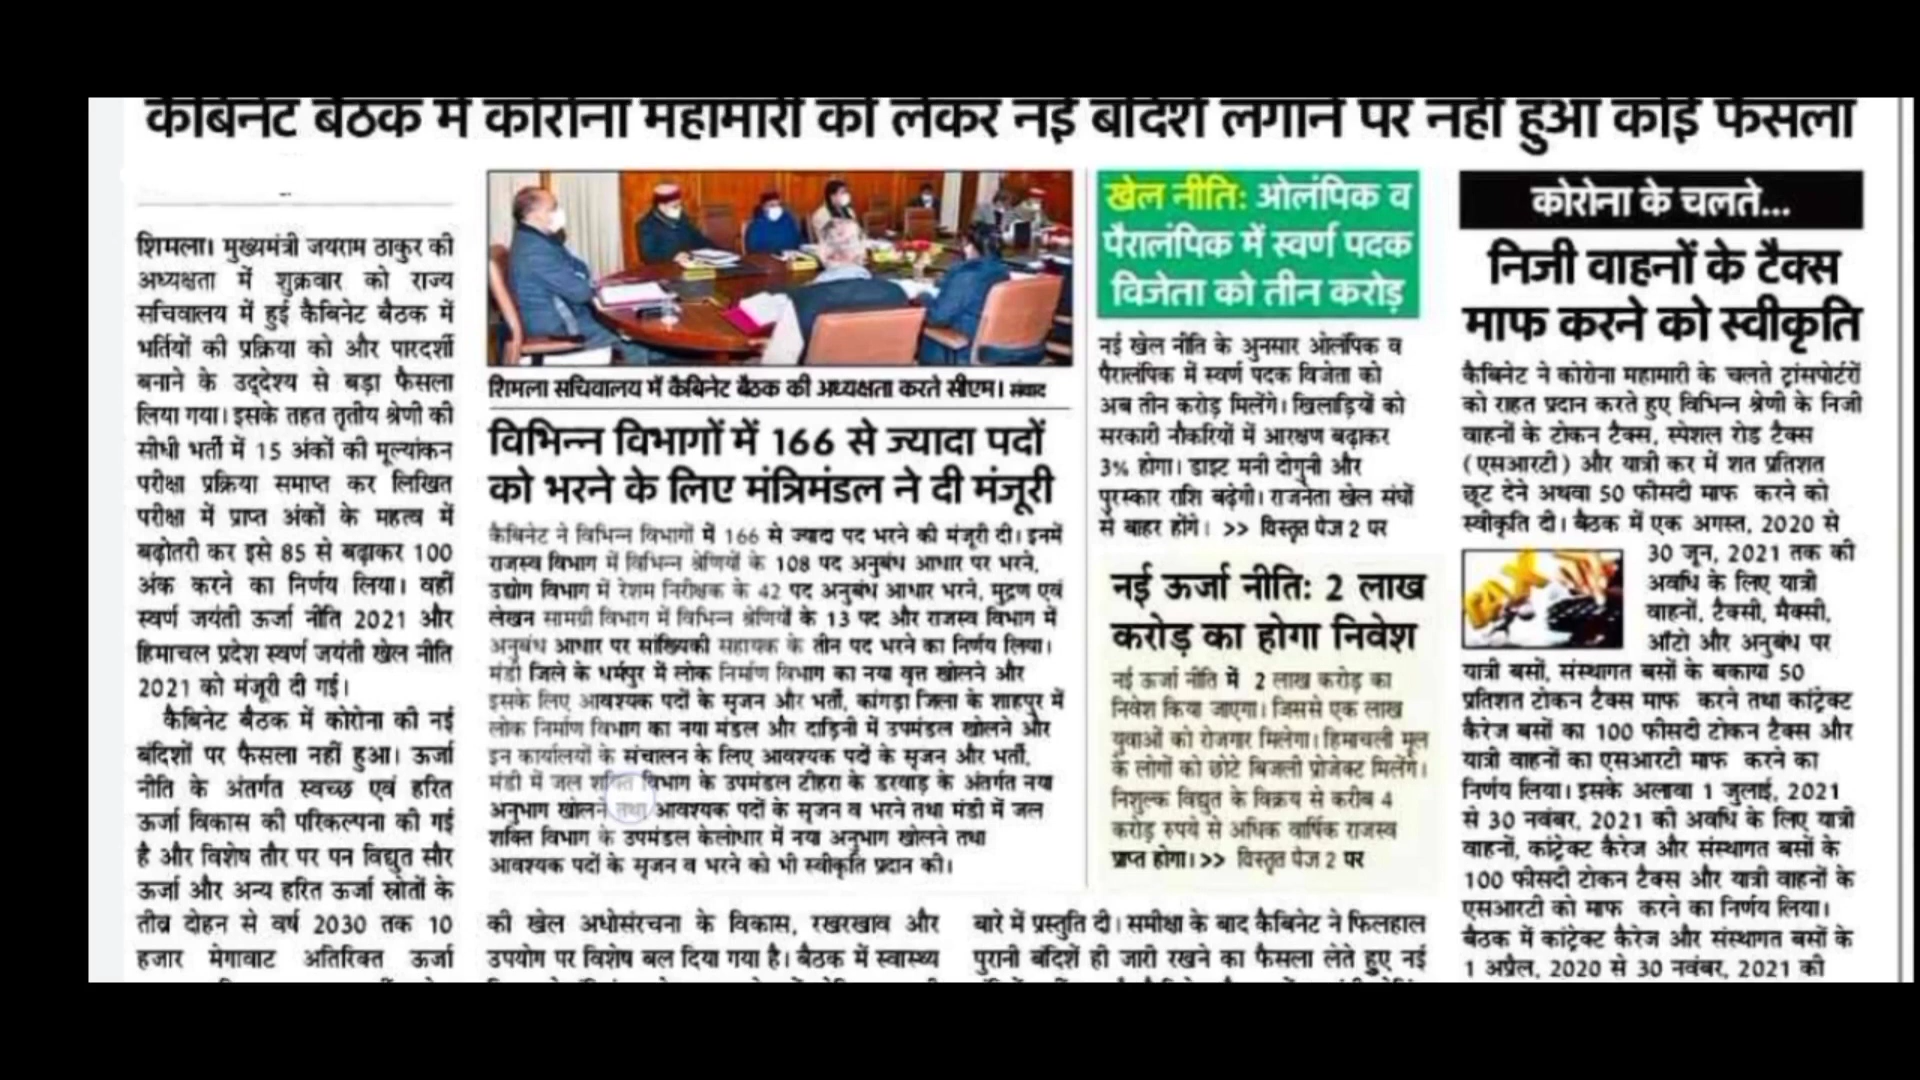 कैबिनेट बैठक में कोरोना महामारी को लेकर नई बंदिशें लगाने पर नहीं हुआ कोई फैसला
शिमला। मुख्यमंत्री जयराम ठाकुर की
अध्यक्षता में शुक्रवार को राज्य
सचिवालय में हुई कैबिनेट बैठक में
भर्तियों की प्रक्रिया को और पारदर्शी
बनाने के उद्देश्य से बड़ा फैसला
लिया गया। इसके तहत तृतीय श्रेणी की
सीधी भर्ती में 15 अंकों की मूल्यांकन
परीक्षा प्रक्रिया समाप्त कर लिखित
परीक्षा में प्राप्त अंकों के महत्व में
बढ़ोतरी कर इसे 85 से बढ़ाकर 100
अंक करने का निर्णय लिया। वहीं
स्वर्ण जयंती ऊर्जा नीति 2021 और
हिमाचल प्रदेश स्वर्ण जयंती खेल नीति
2021 को मंजूरी दी गई।
कैबिनेट बैठक में कोरोना की नई
बंदिशों पर फैसला नहीं हुआ। ऊर्जा
नीति के अंतर्गत स्वच्छ एवं हरित
ऊर्जा विकास की परिकल्पना की गई
है और विशेष तौर पर पन विद्युत सौर
ऊर्जा और अन्य हरित ऊर्जा स्रोतों के
तीव्र दोहन से वर्ष 2030 तक 10
हजार मेगावाट अतिरिक्त ऊर्जा
शिमला सचिवालय में कैबिनेट बैठक की अध्यक्षता करते सीएम। संवाद
विभिन्न विभागों में 166 से ज्यादा पदों
को भरने के लिए मंत्रिमंडल ने दी मंजूरी
कैबिनेट ने विभिन्न विभागों में 166 से ज्यादा पद भरने की मंजूरी दी। इनमें
राजस्व विभाग में विभिन्न श्रेणियों के 108 पद अनुबंध आधार पर भरने,
उद्योग विभाग में रेशम निरीक्षक के 42 पद अनुबंध आधार भरने, मुद्रण एवं
लेखन सामग्री विभाग में विभिन्न श्रेणियों के 13 पद और राजस्व विभाग में
अनुबंध आधार पर सांख्यिकी सहायक के तीन पद भरने का निर्णय लिया।
मंडी जिले के धर्मपुर में लोक निर्माण विभाग का नया वृत्त खोलने और
इसके लिए आवश्यक पदों के सृजन और भर्ती, कांगड़ा जिला के शाहपुर में
लोक निर्माण विभाग का नया मंडल और दाड़िनी में उपमंडल खोलने और
इन कार्यालयों के संचालन के लिए आवश्यक पदों के सृजन और भर्ती,
मंडी में जल शक्ति विभाग के उपमंडल टीहरा के डरवाड़ के अंतर्गत नया
अनुभाग खोलने तथा आवश्यक पदों के सृजन व भरने तथा मंडी में जल
शक्ति विभाग के उपमंडल केलोधार में नया अनुभाग खोलने तथा
आवश्यक पदों के सृजन व भरने को भी स्वीकृति प्रदान की।
की खेल अधोसंरचना के विकास, रखरखाव और
उपयोग पर विशेष बल दिया गया है। बैठक में स्वास्थ्य
बारे में प्रस्तुति दी। समीक्षा के बाद कैबिनेट ने फिलहाल
पुरानी बंदिशें ही जारी रखने का फैसला लेते हुए नई
खेल नीति: ओलंपिक व
पैरालंपिक में स्वर्ण पदक
विजेता को तीन करोड़
नई खेल नीति के अनुसार ओलंपिक व
पैरालंपिक में स्वर्ण पदक विजेता को
अब तीन करोड़ मिलेंगे। खिलाड़ियों को
सरकारी नौकरियों में आरक्षण बढ़ाकर
3% होगा। डाइट मनी दोगुनी और
पुरस्कार राशि बढ़ेगी। राजनेता खेल संघों
से बाहर होंगे। >> विस्तृत पेज 2 पर
नई ऊर्जा नीति: 2 लाख
करोड़ का होगा निवेश
नई ऊर्जा नीति में 2 लाख करोड़ का
निवेश किया जाएगा। जिससे एक लाख
युवाओं को रोजगार मिलेगा। हिमाचली मूल
के लोगों को छोटे बिजली प्रोजेक्ट मिलेंगे।
निशुल्क विद्युत के विक्रय से करीब 4
करोड़ रुपये से अधिक वार्षिक राजस्व
प्राप्त होगा। >> विस्तृत पेज 2 पर
कोरोना के चलते...
निजी वाहनों के टैक्स
माफ करने को स्वीकृति
कैबिनेट ने कोरोना महामारी के चलते ट्रांसपोर्टरों
को राहत प्रदान करते हुए विभिन्न श्रेणी के निजी
वाहनों के टोकन टैक्स, स्पेशल रोड टैक्स
(एसआरटी) और यात्री कर में शत प्रतिशत
छूट देने अथवा 50 फीसदी माफ करने को
स्वीकृति दी। बैठक में एक अगस्त, 2020 से
30 जून, 2021 तक की
अवधि के लिए यात्री
वाहनों, टैक्सी, मैक्सी,
ऑटो और अनुबंध पर
TAX
यात्री बसों, संस्थागत बसों के बकाया 50
प्रतिशत टोकन टैक्स माफ करने तथा कांट्रेक्ट
कैरेज बसों का 100 फीसदी टोकन टैक्स और
यात्री वाहनों का एसआरटी माफ करने का
निर्णय लिया। इसके अलावा 1 जुलाई, 2021
से 30 नवंबर, 2021 की अवधि के लिए यात्री
वाहनों, कांट्रेक्ट कैरेज और संस्थागत बसों के
100 फीसदी टोकन टैक्स और यात्री वाहनों के
एसआरटी को माफ करने का निर्णय लिया।
बैठक में कांट्रेक्ट कैरेज और संस्थागत बसों के
1 अप्रैल, 2020 से 30 नवंबर, 2021 की